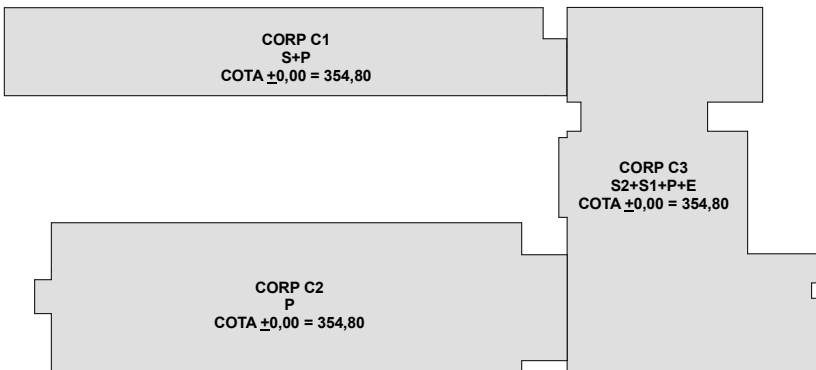 CORP C1
S+P
COTA ±0,00 = 354,80
CORP C3
S2+S1+P+E
COTA ±0,00 = 354,80
CORP C2
P
COTA ±0,00 = 354,80